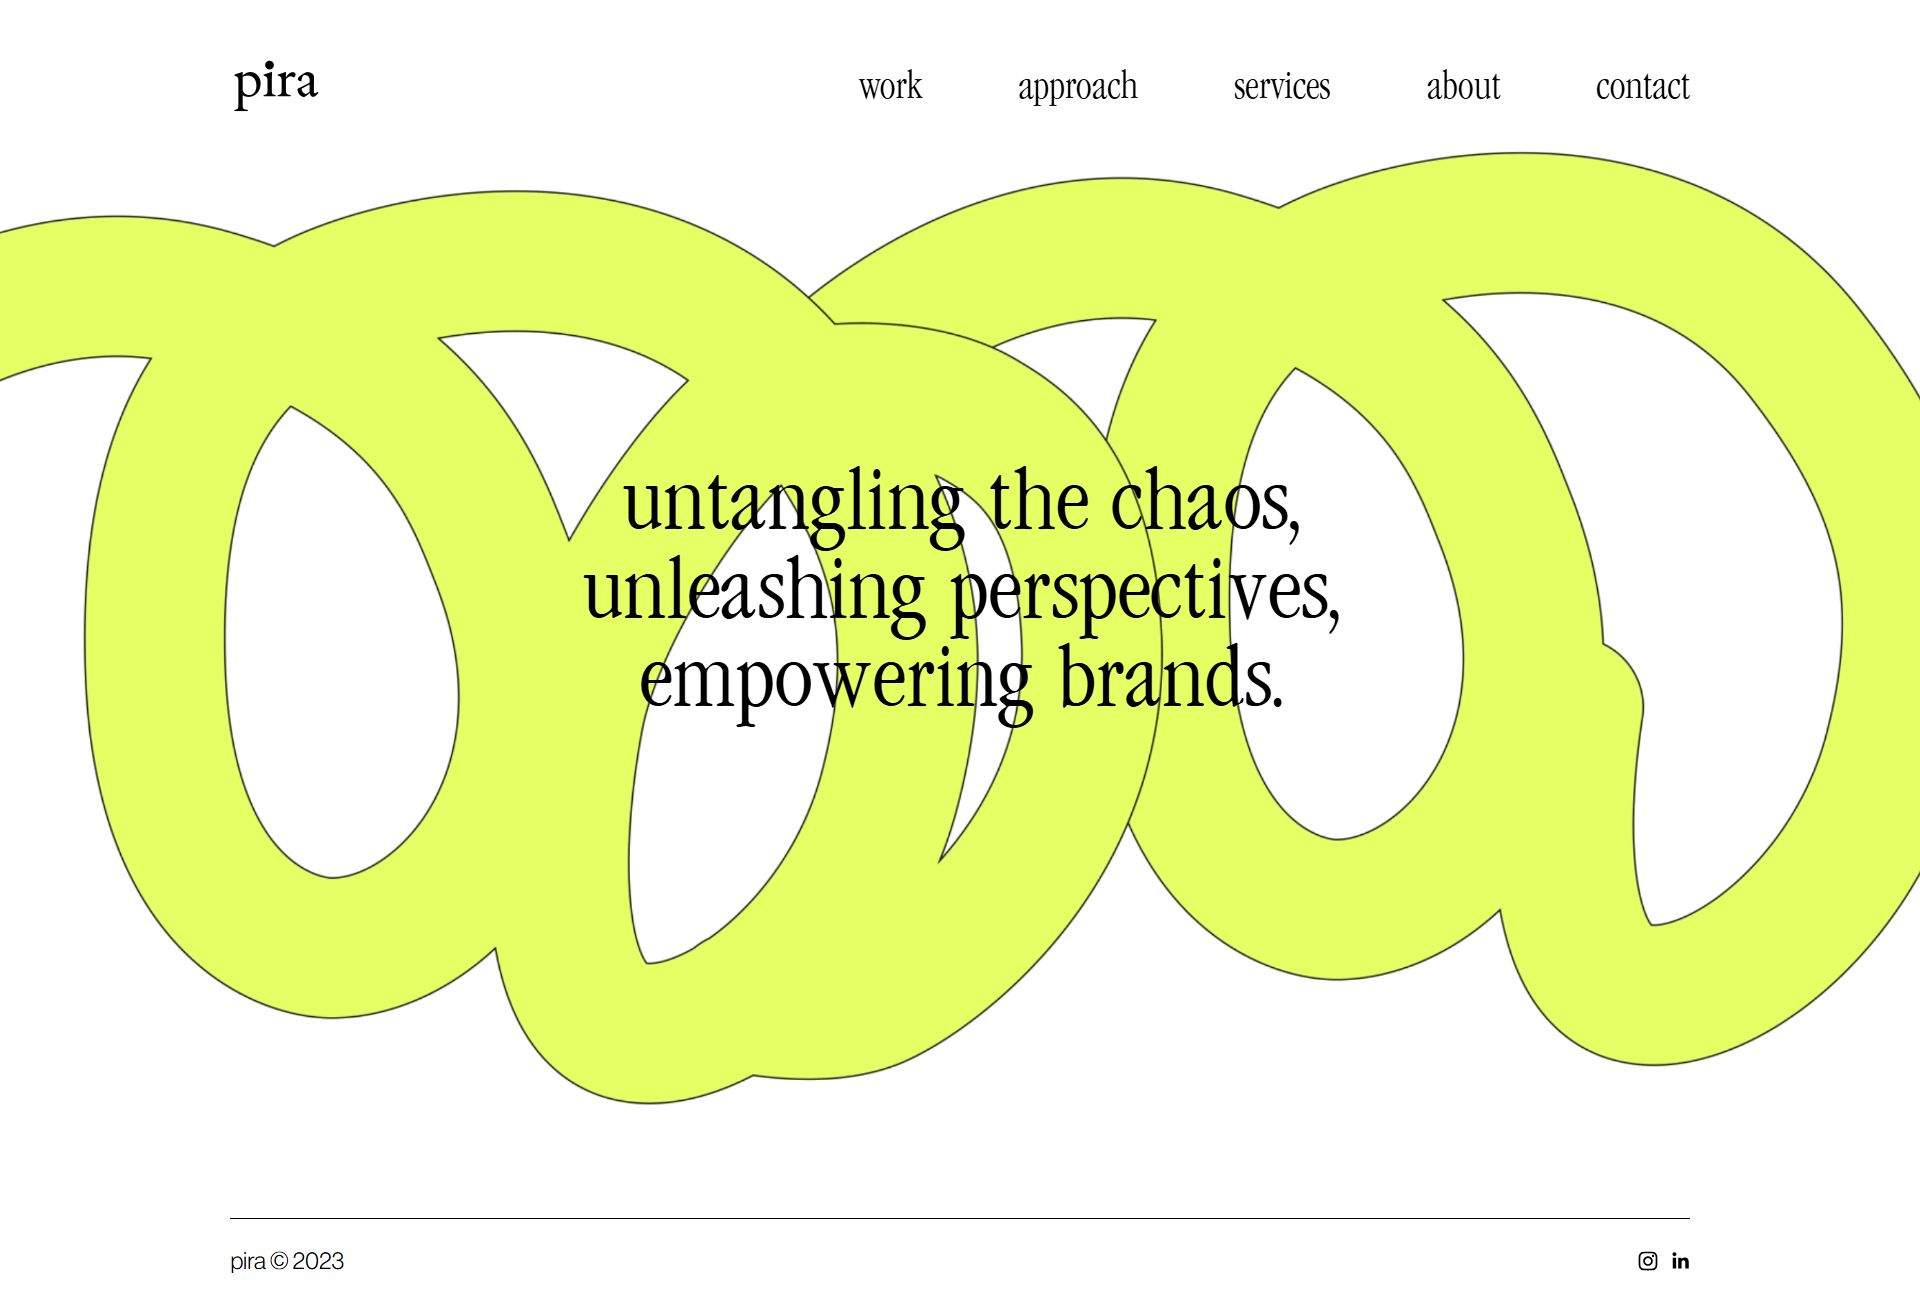 pira
work approach services about contact
untangling the chaos,
unleashing perspectives,
empowering brands.
pira © 2023
in